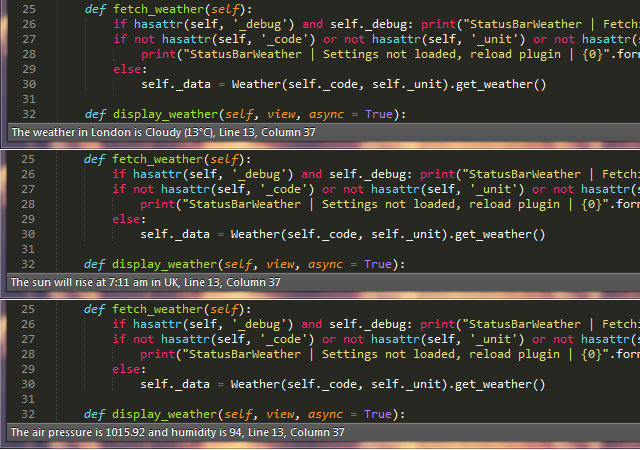 25 def fetch_weather(self):
26 if hasattr(self, '_debug') and self._debug: print("StatusBarWeather | Fetchi
27 if not hasattr(self, '_code') or not hasattr(self, '_unit') or not hasattr(s
28 print("StatusBarWeather | Settings not loaded, reload plugin | {0}".form
29 else:
30 self._data = Weather(self._code, self._unit).get_weather()
31
32 def display_weather(self, view, async = True):
The weather in London is Cloudy (13°C), Line 13, Column 37
25 def fetch_weather(self):
26 if hasattr(self, '_debug') and self._debug: print("StatusBarWeather | Fetchi
27 if not hasattr(self, '_code') or not hasattr(self, '_unit') or not hasattr(s
28 print("StatusBarWeather | Settings not loaded, reload plugin | {0}".form
29 else:
30 self._data = Weather(self._code, self._unit).get_weather()
31
32 def display_weather(self, view, async = True):
The sun will rise at 7:11 am in UK, Line 13, Column 37
25 def fetch_weather(self):
26 if hasattr(self, '_debug') and self._debug: print("StatusBarWeather | Fetchi
27 if not hasattr(self, '_code') or not hasattr(self, '_unit') or not hasattr(s
28 print("StatusBarWeather | Settings not loaded, reload plugin | {0}".form
29 else:
30 self._data = Weather(self._code, self._unit).get_weather()
31
32 def display_weather(self, view, async = True):
The air pressure is 1015.92 and humidity is 94, Line 13, Column 37